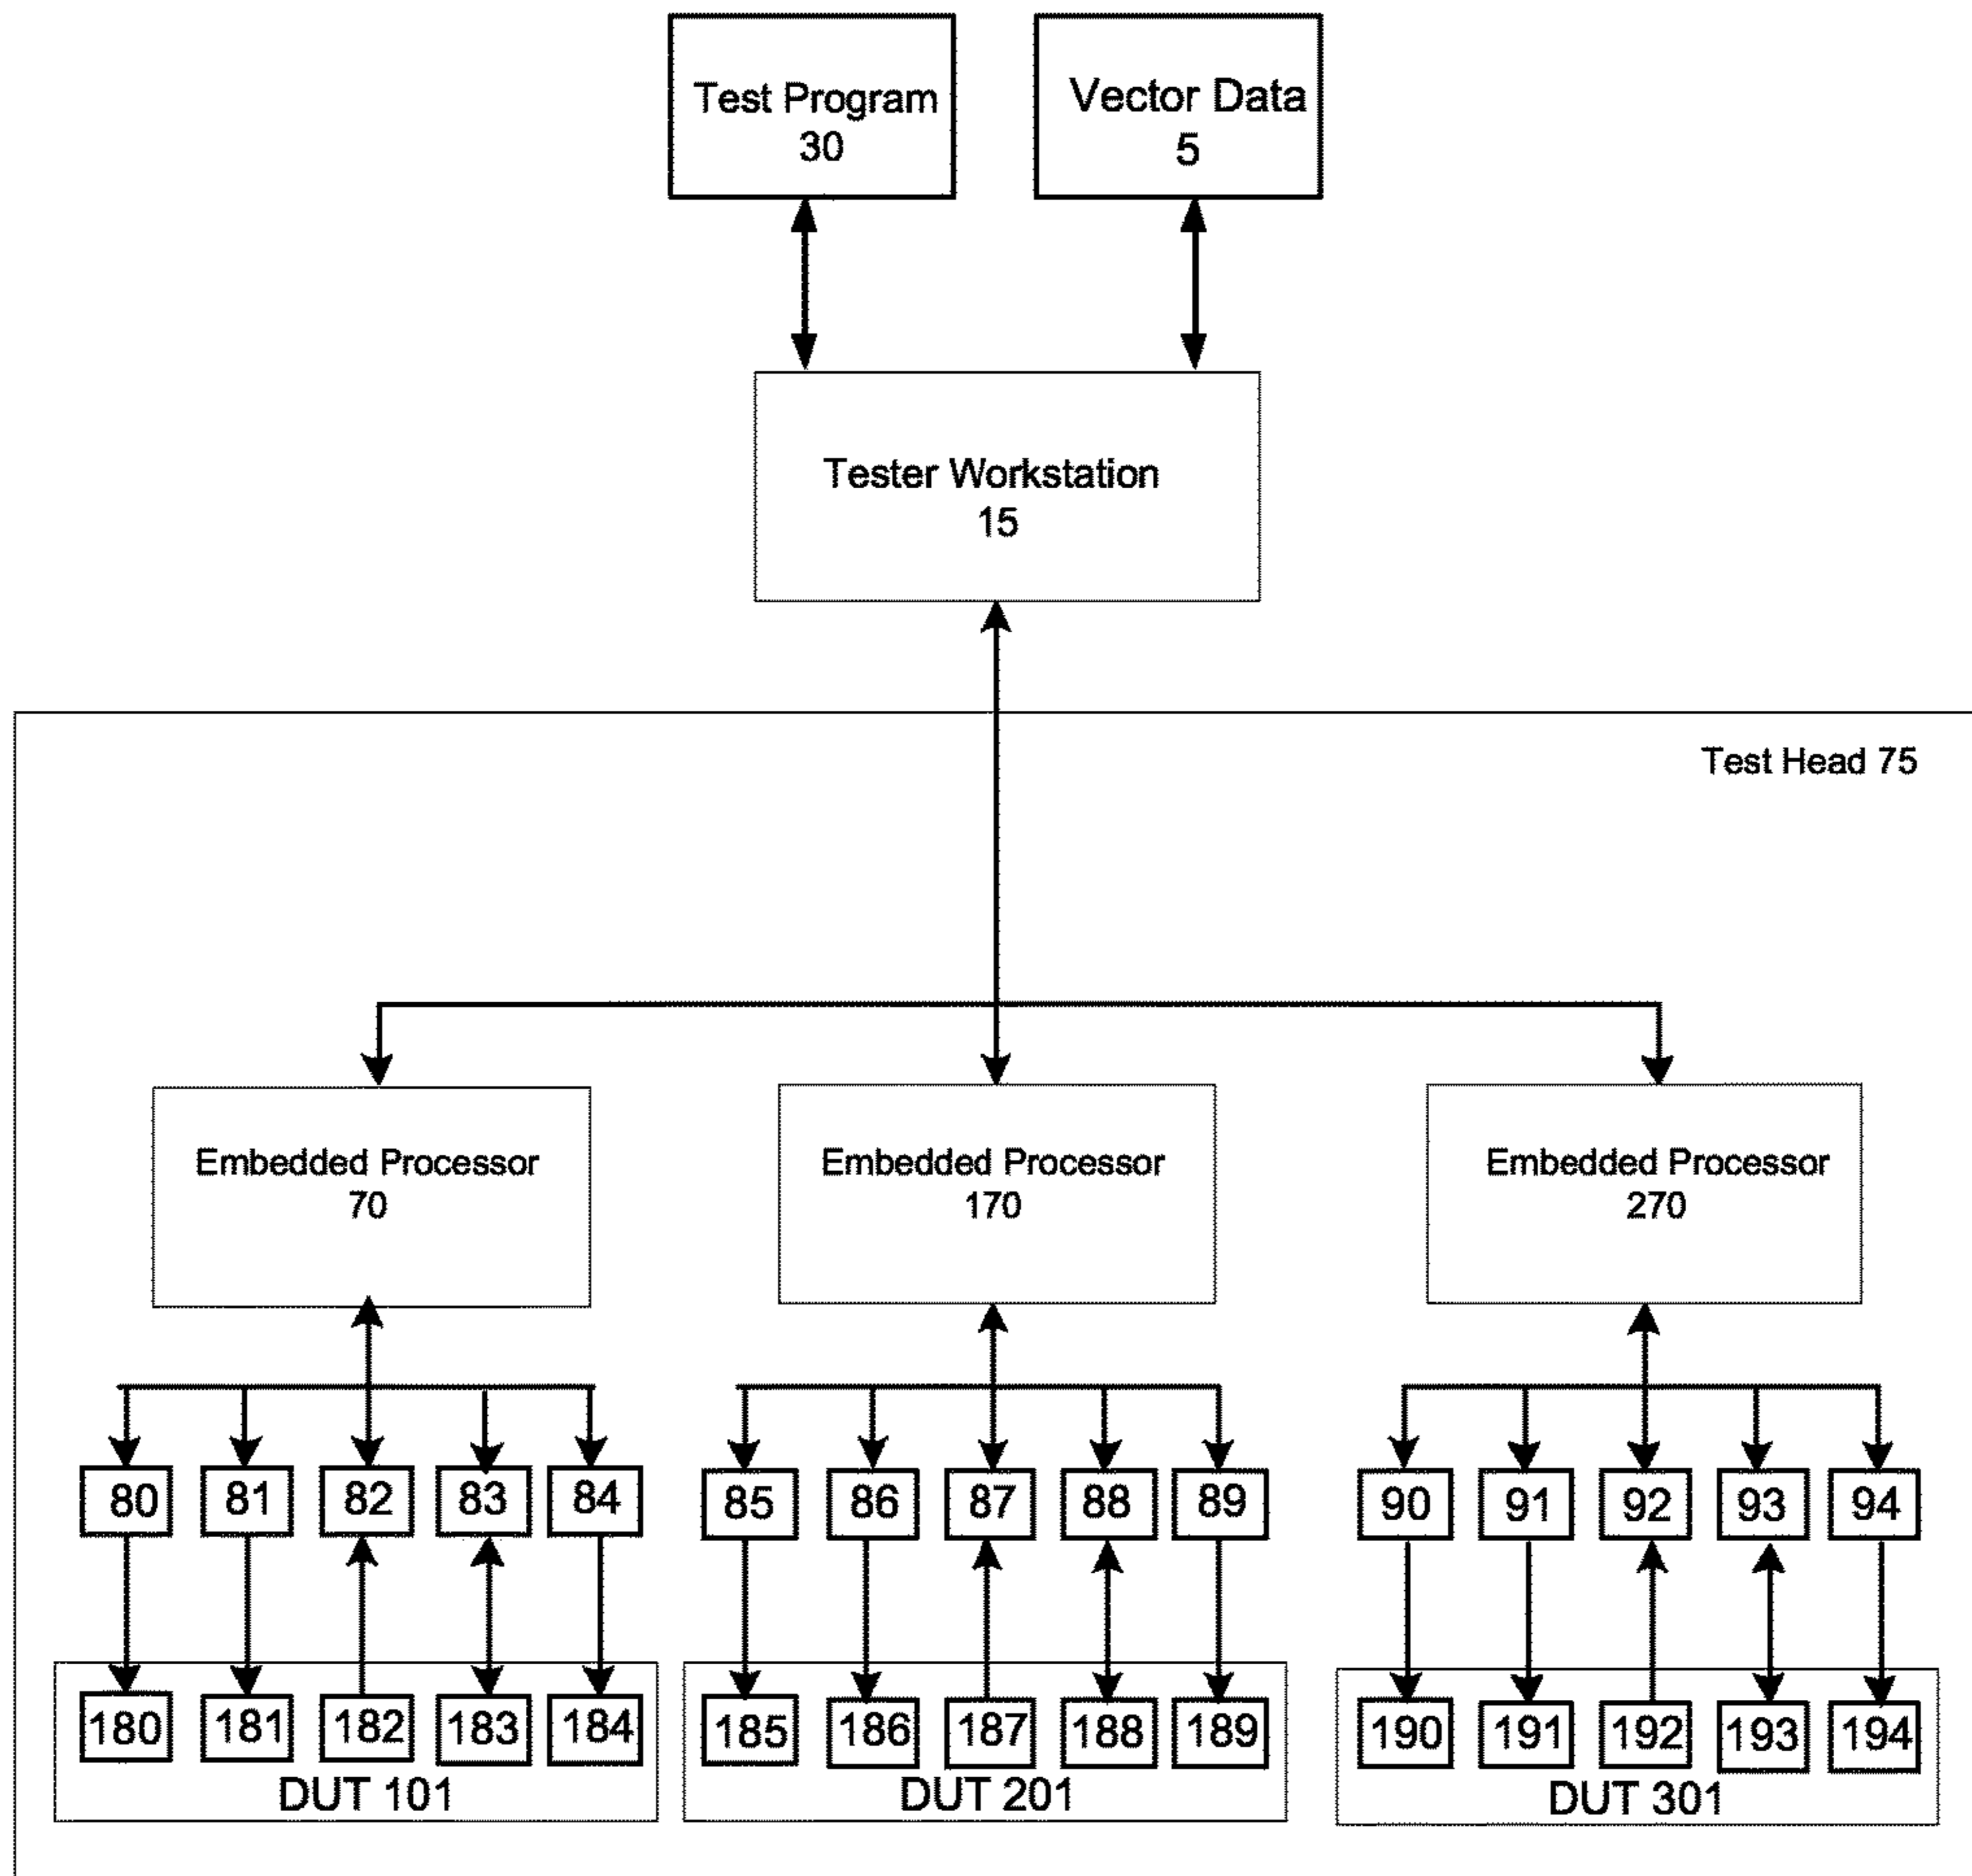 Test Program
30
Vector Data
5
Tester Workstation
15
Test Head 75
Embedded Processor
70
Embedded Processor
170
Embedded Processor
270
80 81 82 83 84
85 86 87 88 89
90 91 92 93 94
180 181 182 183 184
DUT 101
185 186 187 188 189
DUT 201
190 191 192 193 194
DUT 301